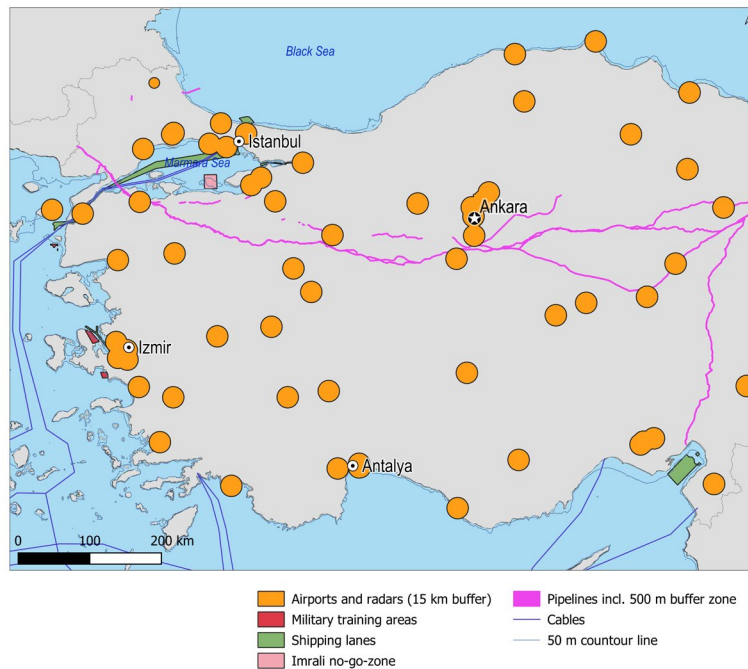 A
Black Sea
Istanbul
Marmara Sea
Ankara
Izmir
Antalya
0 100 200 km
Airports and radars (15 km buffer)
Military training areas
Shipping lanes
Imrali no-go-zone
Pipelines incl. 500 m buffer zone
Cables
50 m countour line